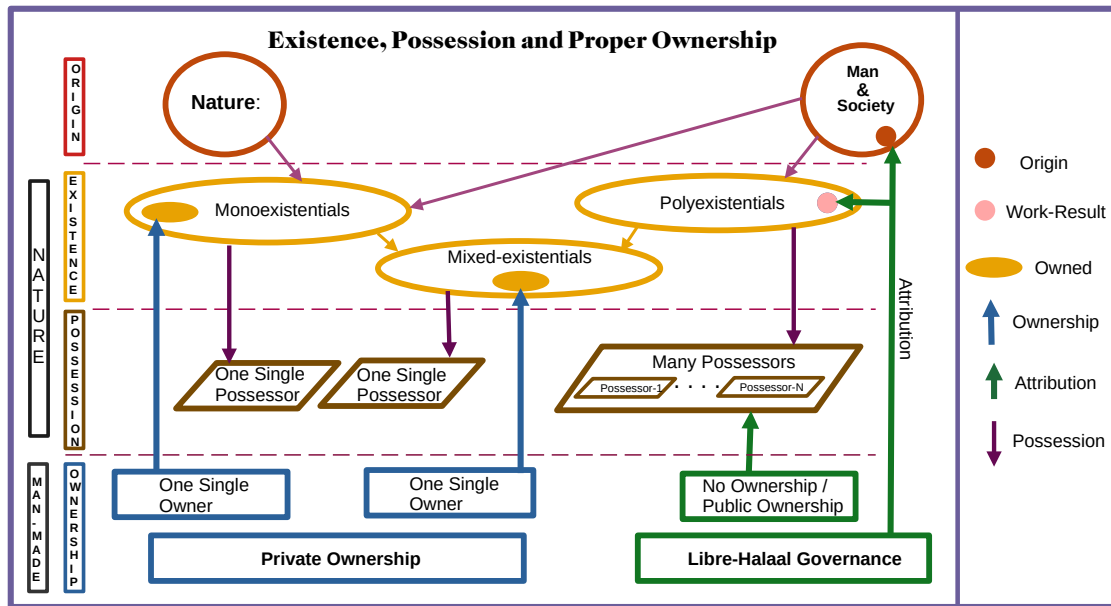 Existence, Possession and Proper Ownership
ORIGIN
Nature:
Man
&
Society
NATURE
EXISTENCE
Monoexistentials
Polyexistentials
Mixed-existentials
POSSESSION
One Single
Possessor
One Single
Possessor
Many Possessors
Possessor-1
. . . .
Possessor-N
Attribution
MAN-MADE
OWNERSHIP
One Single
Owner
One Single
Owner
No Ownership /
Public Ownership
Private Ownership
Libre-Halaal Governance
Origin
Work-Result
Owned
Ownership
Attribution
Possession